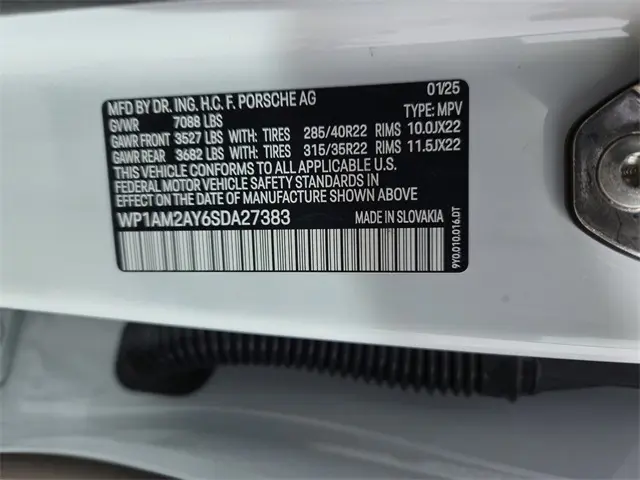 MFD BY DR. ING. H.C. F. PORSCHE AG 01/25
GVWR 7088 LBS TYPE: MPV
GAWR FRONT 3527 LBS WITH: TIRES 285/40R22 RIMS 10.0JX22
GAWR REAR 3682 LBS WITH: TIRES 315/35R22 RIMS 11.5JX22
THIS VEHICLE CONFORMS TO ALL APPLICABLE U.S.
FEDERAL MOTOR VEHICLE SAFETY STANDARDS IN
EFFECT ON THE DATE OF MANUFACTURE SHOWN ABOVE
WP1AM2AY6SDA27383 MADE IN SLOVAKIA
9Y0.010.016.DT